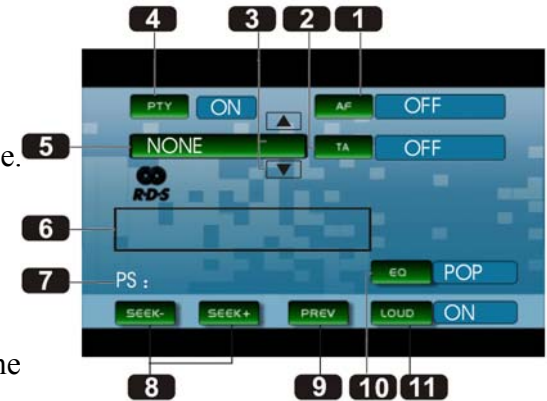 4 3 2 1
PTY ON AF OFF
5 NONE TA OFF
e.
R·D·S
6
EQ POP
7 PS :
SEEK- SEEK+ PREV LOUD ON
ne
8 9 10 11